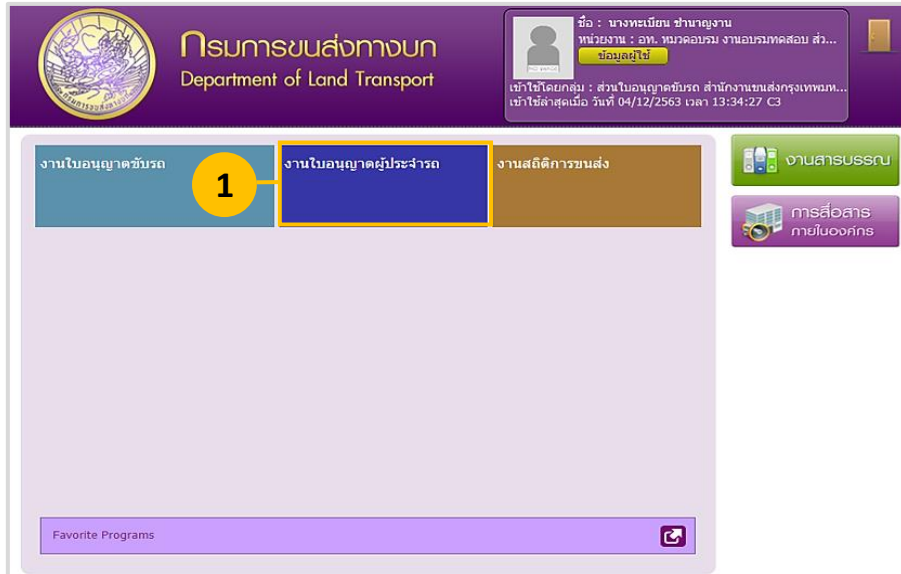 กรมการขนส่งทางบก
Department of Land Transport
ชื่อ : นางทะเบียน ชำนาญงาน
หน่วยงาน : อท. หมวดอบรม งานอบรมทดสอบ ส่ว...
ข้อมูลผู้ใช้
เข้าใช้โดยกลุ่ม : ส่วนใบอนุญาตขับรถ สำนักงานขนส่งกรุงเทพมห...
เข้าใช้ล่าสุดเมื่อ วันที่ 04/12/2563 เวลา 13:34:27 C3
งานใบอนุญาตขับรถ
1
งานใบอนุญาตผู้ประจำรถ
งานสถิติการขนส่ง
งานสารบรรณ
การสื่อสาร
ภายในองค์กร
Favorite Programs